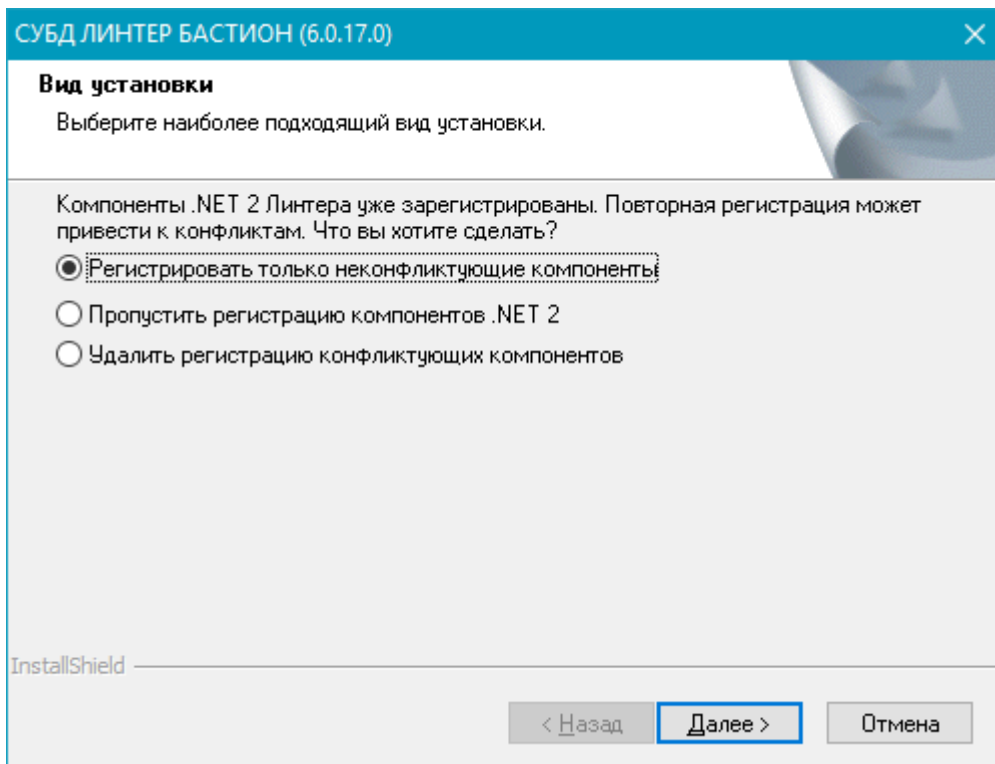 СУБД ЛИНТЕР БАСТИОН (6.0.17.0)
Вид установки
Выберите наиболее подходящий вид установки.
Компоненты .NET 2 Линтера уже зарегистрированы. Повторная регистрация может
привести к конфликтам. Что вы хотите сделать?
Регистрировать только неконфликтующие компоненты
Пропустить регистрацию компонентов .NET 2
Удалить регистрацию конфликтующих компонентов
InstallShield
< Назад
Далее >
Отмена